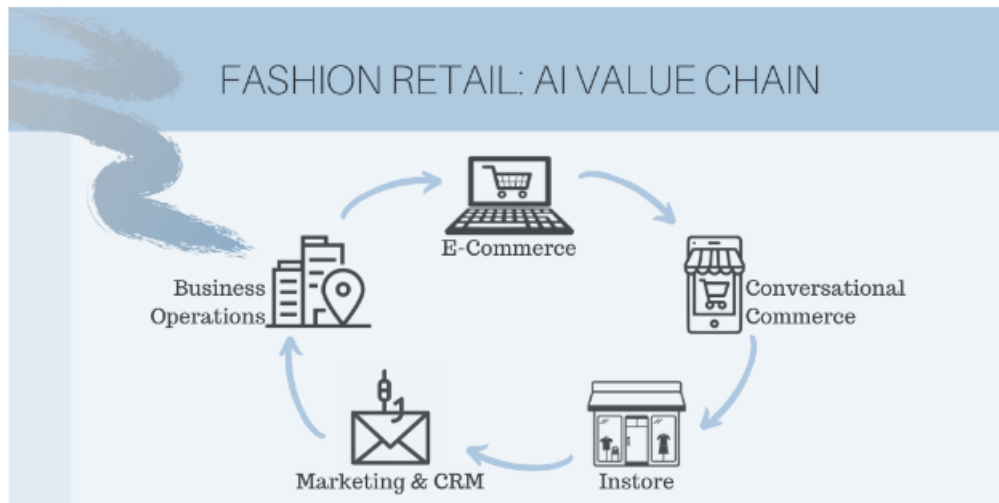 FASHION RETAIL: AI VALUE CHAIN
E-Commerce
Conversational
Commerce
Instore
Marketing & CRM
Business
Operations